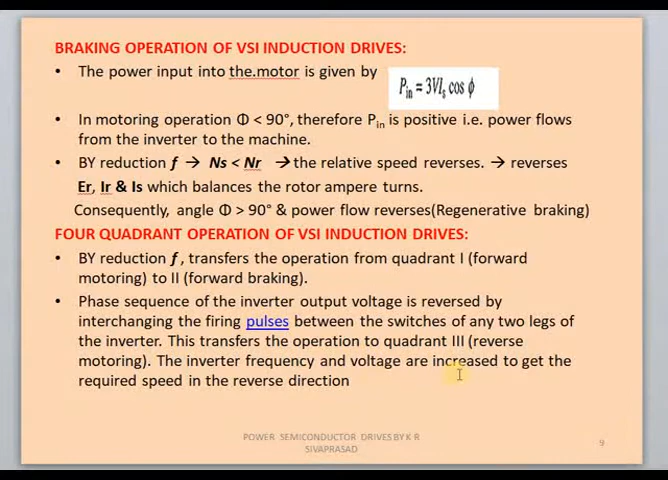 BRAKING OPERATION OF VSI INDUCTION DRIVES:
• The power input into the.motor is given by P_in = 3VI_s cos ϕ
• In motoring operation Φ < 90°, therefore P_in is positive i.e. power flows
from the inverter to the machine.
• BY reduction f → Ns < Nr → the relative speed reverses. → reverses
Er, Ir & Is which balances the rotor ampere turns.
Consequently, angle Φ > 90° & power flow reverses(Regenerative braking)
FOUR QUADRANT OPERATION OF VSI INDUCTION DRIVES:
• BY reduction f, transfers the operation from quadrant I (forward
motoring) to II (forward braking).
• Phase sequence of the inverter output voltage is reversed by
interchanging the firing pulses between the switches of any two legs of
the inverter. This transfers the operation to quadrant III (reverse
motoring). The inverter frequency and voltage are increased to get the
required speed in the reverse direction
POWER SEMICONDUCTOR DRIVES BY K R
SIVAPRASAD
9